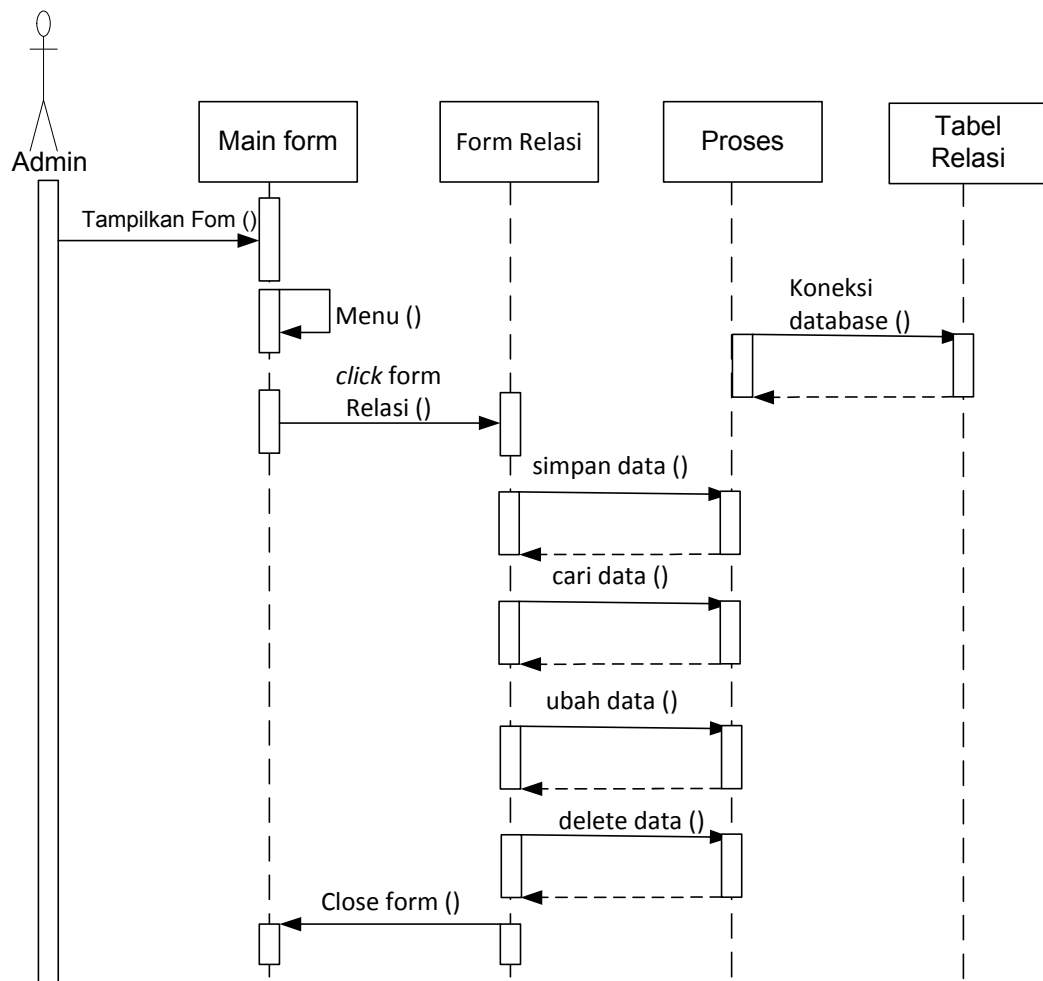 Admin
Main form
Form Relasi
Proses
Tabel
Relasi
Tampilkan Fom ()
Menu ()
Koneksi
database ()
click form
Relasi ()
simpan data ()
cari data ()
ubah data ()
delete data ()
Close form ()